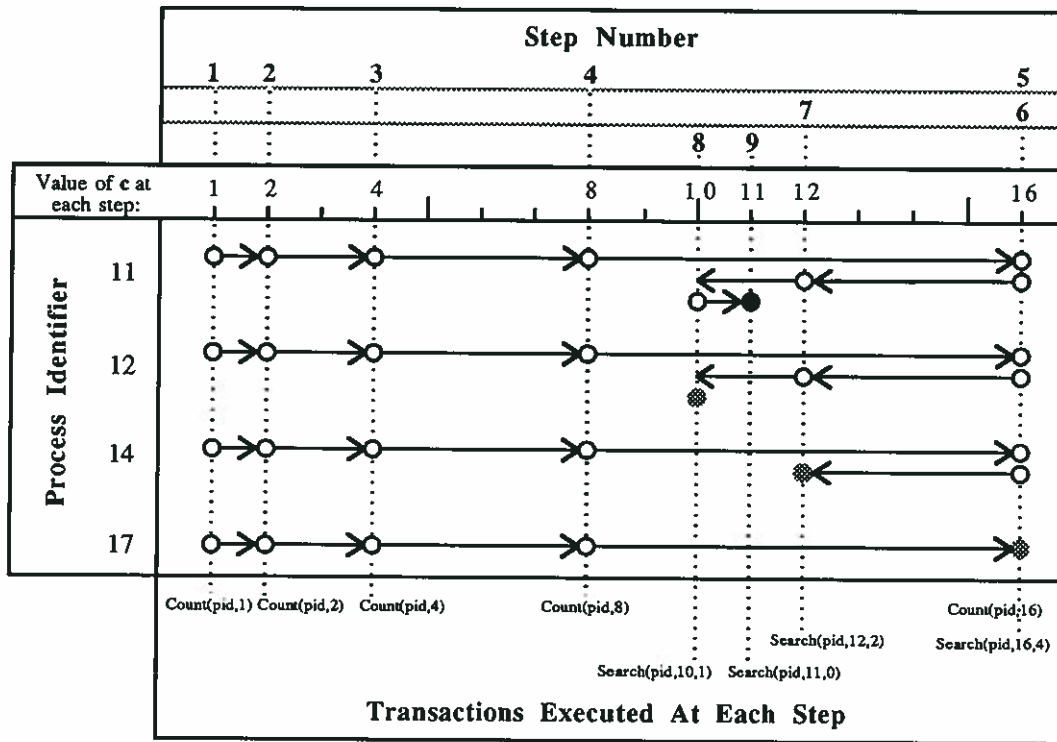 Step Number
1 2 3 4 5
7 6
8 9
Value of c at
each step:
1 2 4 8 10 11 12 16
Process Identifier
11
12
14
17
Count(pid,1) Count(pid,2) Count(pid,4) Count(pid,8) Count(pid,16)
Search(pid,12,2) Search(pid,16,4)
Search(pid,10,1) Search(pid,11,0)
Transactions Executed At Each Step